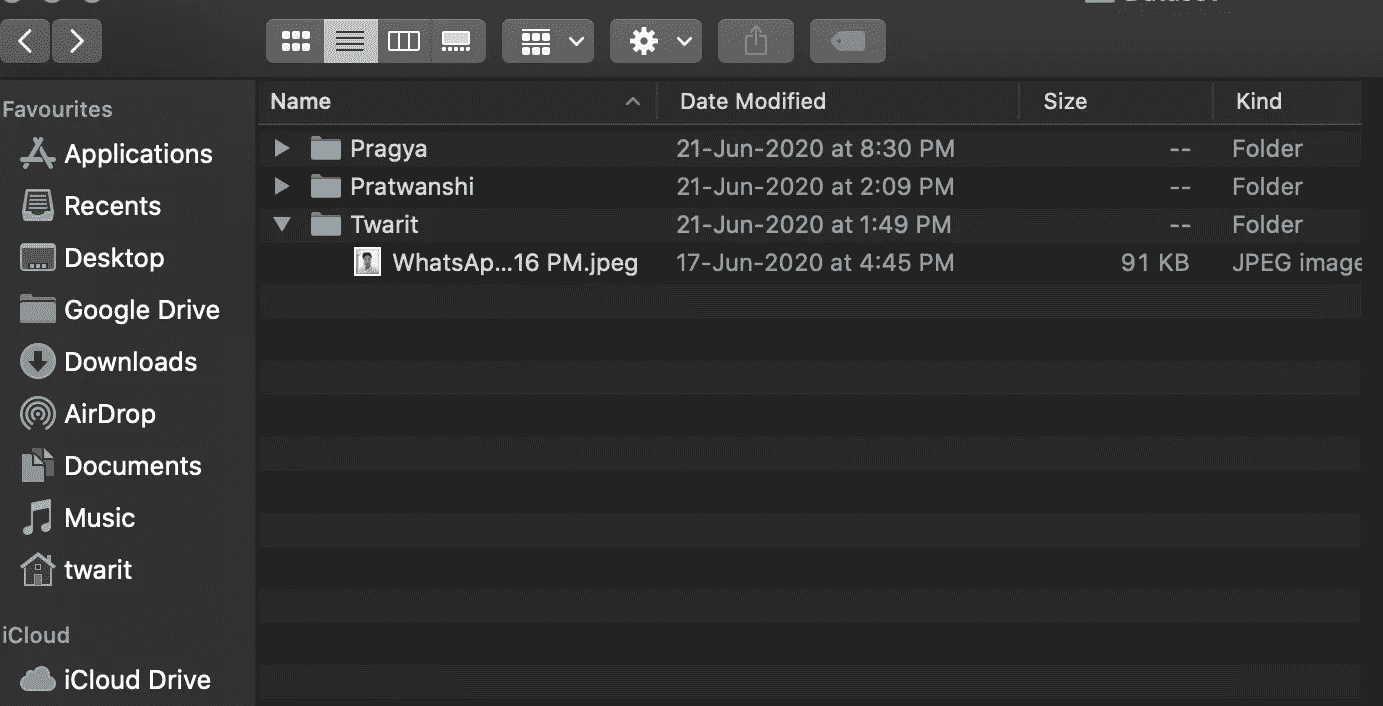 Favourites
Applications
Recents
Desktop
Google Drive
Downloads
AirDrop
Documents
Music
twarit
iCloud
iCloud Drive
Name Date Modified Size Kind
Pragya 21-Jun-2020 at 8:30 PM -- Folder
Pratwanshi 21-Jun-2020 at 2:09 PM -- Folder
Twarit 21-Jun-2020 at 1:49 PM -- Folder
WhatsAp...16 PM.jpeg 17-Jun-2020 at 4:45 PM 91 KB JPEG image